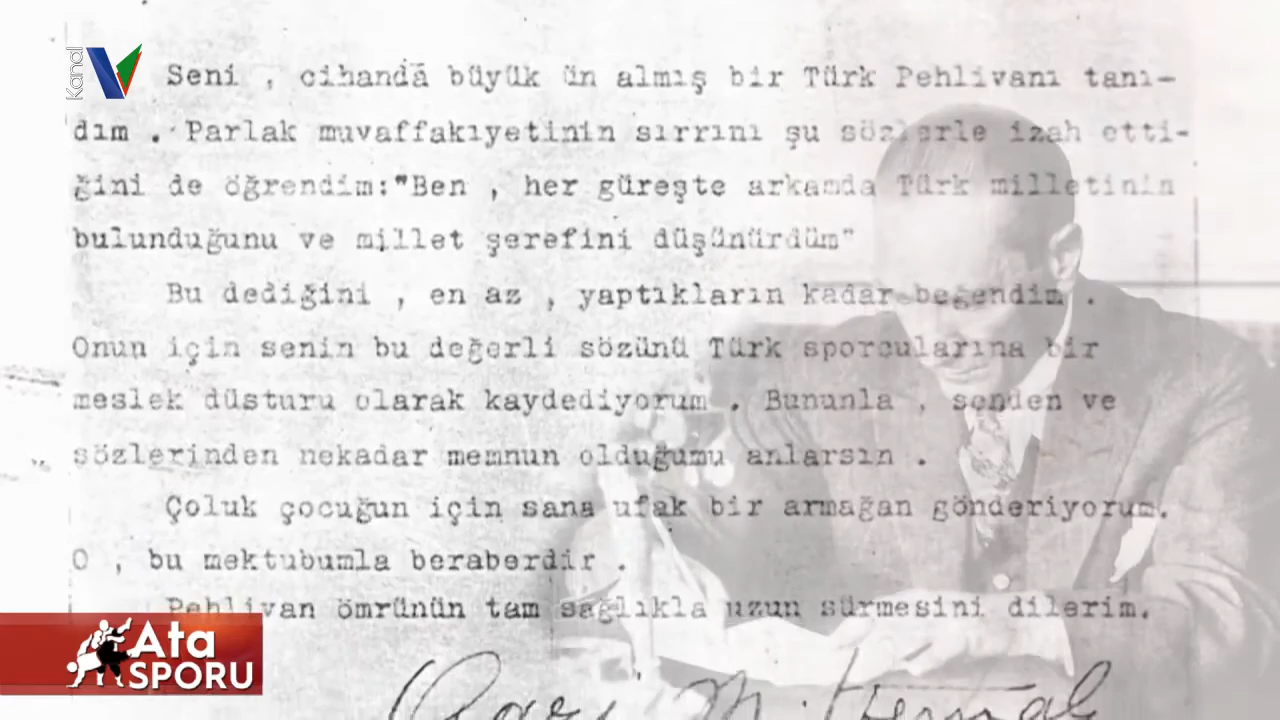 Kanal
V
Seni , cihanda büyük ün almış bir Türk Pehlivanı tanı-
dım . Parlak muvaffakıyetinin sırrını şu sözlerle izah etti-
ğini de öğrendim:"Ben , her güreşte arkamda Türk milletinin
bulunduğunu ve millet şerefini düşünürdüm"
Bu dediğini , en az , yaptıkların kadar beğendim .
Onun için senin bu değerli sözünü Türk sporcularına bir
meslek düsturu olarak kaydediyorum . Bununla , senden ve
sözlerinden nekadar memnun olduğumu anlarsın .
Çoluk çocuğun için sana ufak bir armağan gönderiyorum.
O , bu mektubumla beraberdir .
Pehlivan ömrünün tam sağlıkla uzun sürmesini dilerim.
Gazi M. Kemal
Ata
SPORU